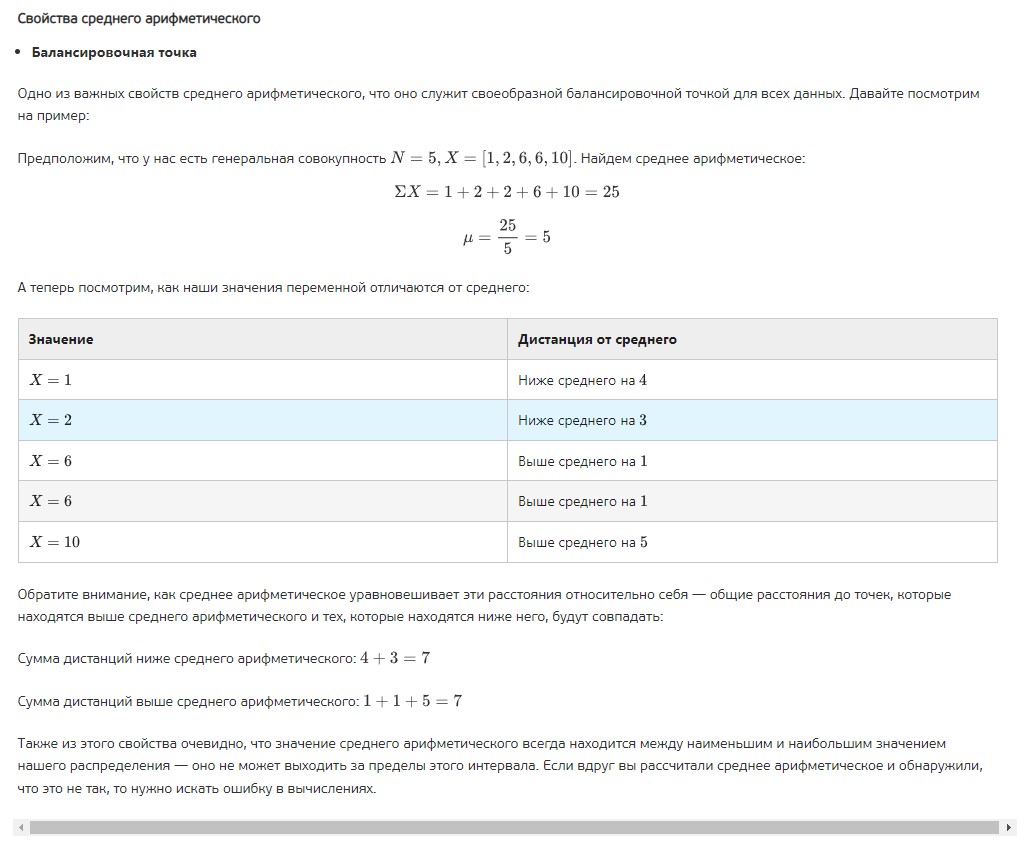 Свойства среднего арифметического
• Балансировочная точка
Одно из важных свойств среднего арифметического, что оно служит своеобразной балансировочной точкой для всех данных. Давайте посмотрим
на пример:
Предположим, что у нас есть генеральная совокупность N = 5, X = [1, 2, 6, 6, 10]. Найдем среднее арифметическое:
ΣX = 1 + 2 + 2 + 6 + 10 = 25
μ = 25/5 = 5
А теперь посмотрим, как наши значения переменной отличаются от среднего:
Значение Дистанция от среднего
X = 1 Ниже среднего на 4
X = 2 Ниже среднего на 3
X = 6 Выше среднего на 1
X = 6 Выше среднего на 1
X = 10 Выше среднего на 5
Обратите внимание, как среднее арифметическое уравновешивает эти расстояния относительно себя — общие расстояния до точек, которые
находятся выше среднего арифметического и тех, которые находятся ниже него, будут совпадать:
Сумма дистанций ниже среднего арифметического: 4 + 3 = 7
Сумма дистанций выше среднего арифметического: 1 + 1 + 5 = 7
Также из этого свойства очевидно, что значение среднего арифметического всегда находится между наименьшим и наибольшим значением
нашего распределения — оно не может выходить за пределы этого интервала. Если вдруг вы рассчитали среднее арифметическое и обнаружили,
что это не так, то нужно искать ошибку в вычислениях.